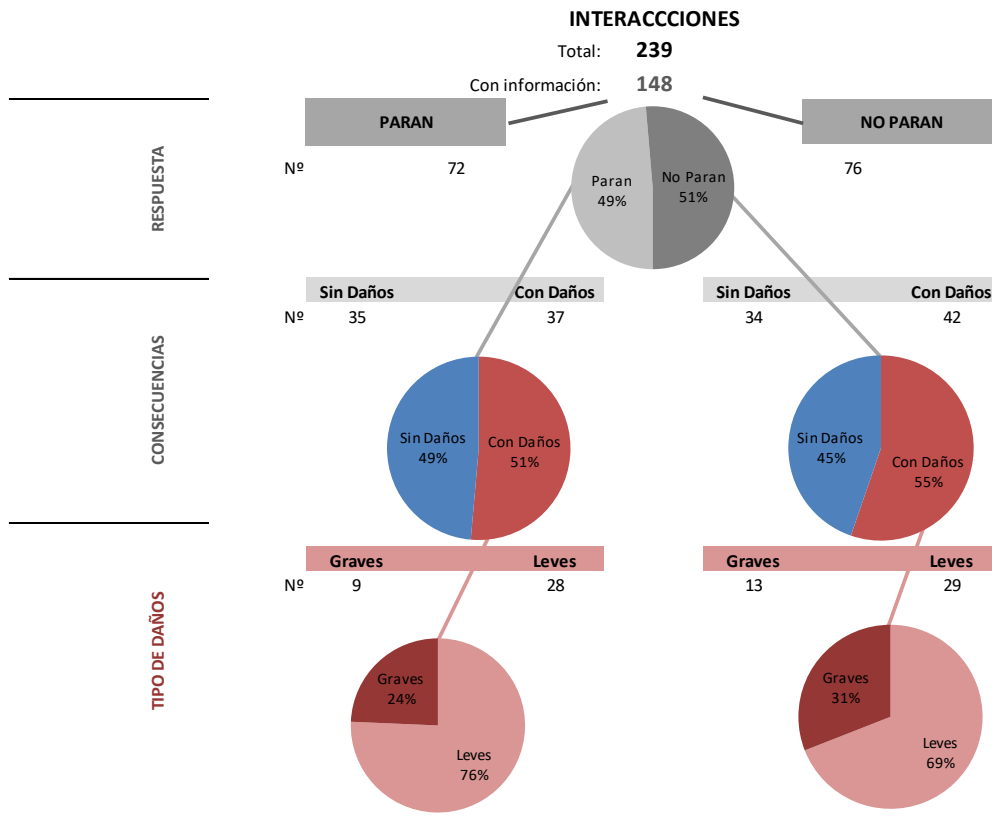 INTERACCCIONES
Total: 239
Con información: 148
PARAN
NO PARAN
RESPUESTA
Nº 72 76
Paran
49%
No Paran
51%
Sin Daños Con Daños Sin Daños Con Daños
Nº 35 37 34 42
CONSECUENCIAS
Sin Daños
49%
Con Daños
51%
Sin Daños
45%
Con Daños
55%
Graves Leves Graves Leves
Nº 9 28 13 29
TIPO DE DAÑOS
Graves
24%
Leves
76%
Graves
31%
Leves
69%